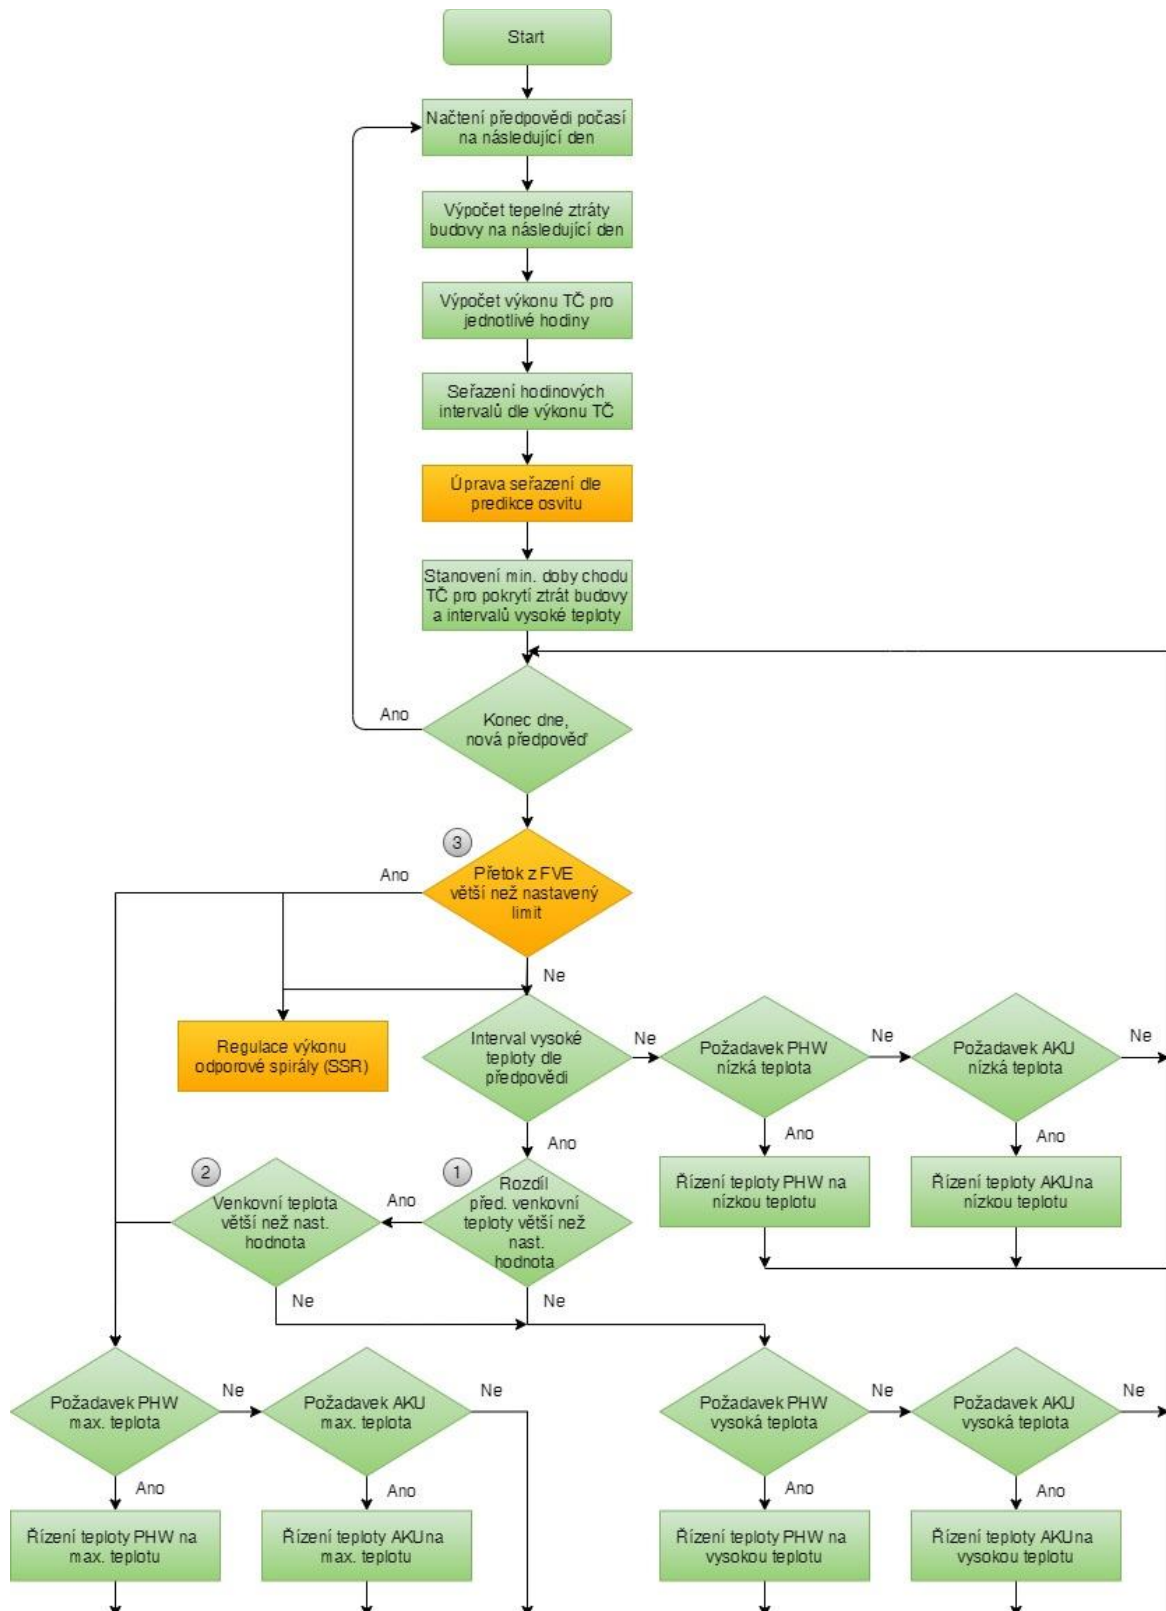 Start
Načtení předpovědi počasí
na následující den
Výpočet tepelné ztráty
budovy na následující den
Výpočet výkonu TČ pro
jednotlivé hodiny
Seřazení hodinových
intervalů dle výkonu TČ
Úprava seřazení dle
predikce osvitu
Stanovení min. doby chodu
TČ pro pokrytí ztrát budovy
a intervalů vysoké teploty
Ano
Konec dne,
nová předpověď
3
Ano
Přetok z FVE
větší než nastavený
limit
Ne
Regulace výkonu
odporové spirály (SSR)
Interval vysoké
teploty dle
předpovědi
Ne
Požadavek PHW
nízká teplota
Ne
Požadavek AKU
nízká teplota
Ne
Ano
Ano
Ano
2
Venkovní teplota
větší než nast.
hodnota
Ano
1
Rozdíl
před. venkovní
teploty větší než
nast.
hodnota
Řízení teploty PHW na
nízkou teplotu
Řízení teploty AKU na
nízkou teplotu
Ne
Ne
Požadavek PHW
max. teplota
Ne
Požadavek AKU
max. teplota
Ne
Požadavek PHW
vysoká teplota
Ne
Požadavek AKU
vysoká teplota
Ne
Ano
Ano
Ano
Ano
Řízení teploty PHW na
max. teplotu
Řízení teploty AKU na
max. teplotu
Řízení teploty PHW na
vysokou teplotu
Řízení teploty AKU na
vysokou teplotu